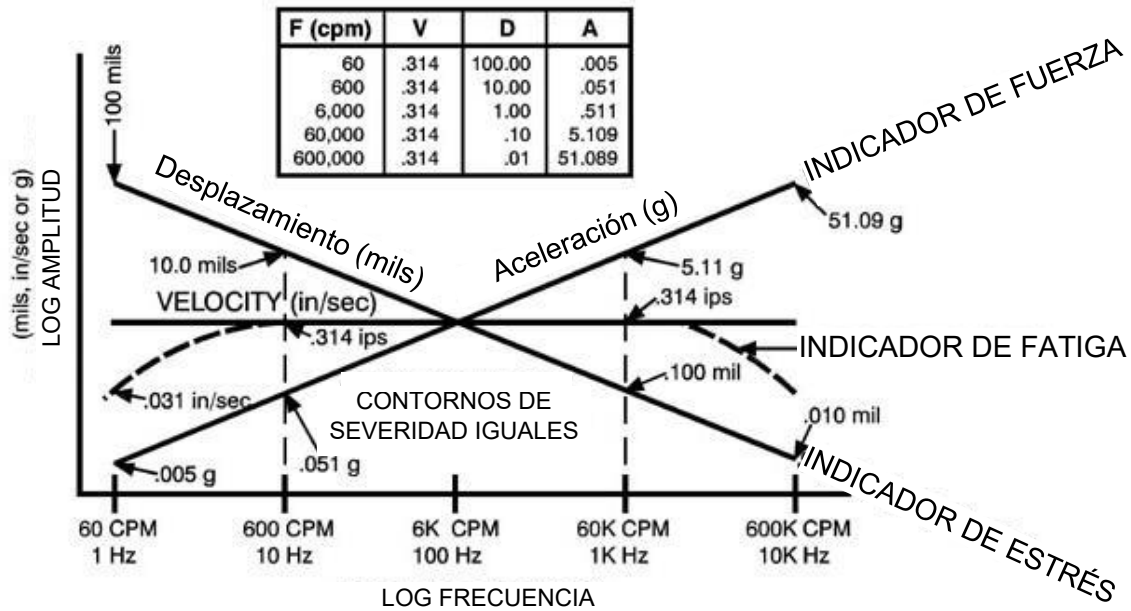 F (cpm) V D A
60 .314 100.00 .005
600 .314 10.00 .051
6,000 .314 1.00 .511
60,000 .314 .10 5.109
600,000 .314 .01 51.089
INDICADOR DE FUERZA
100 mils
(mils, in/sec or g)
LOG AMPLITUD
Desplazamiento (mils)
Aceleración (g)
51.09 g
10.0 mils
5.11 g
VELOCITY (in/sec)
.314 ips
.314 ips
INDICADOR DE FATIGA
.031 in/sec
.100 mil
CONTORNOS DE
SEVERIDAD IGUALES
.010 mil
.005 g
.051 g
INDICADOR DE ESTRÉS
60 CPM
1 Hz
600 CPM
10 Hz
6K CPM
100 Hz
60K CPM
1K Hz
600K CPM
10K Hz
LOG FRECUENCIA